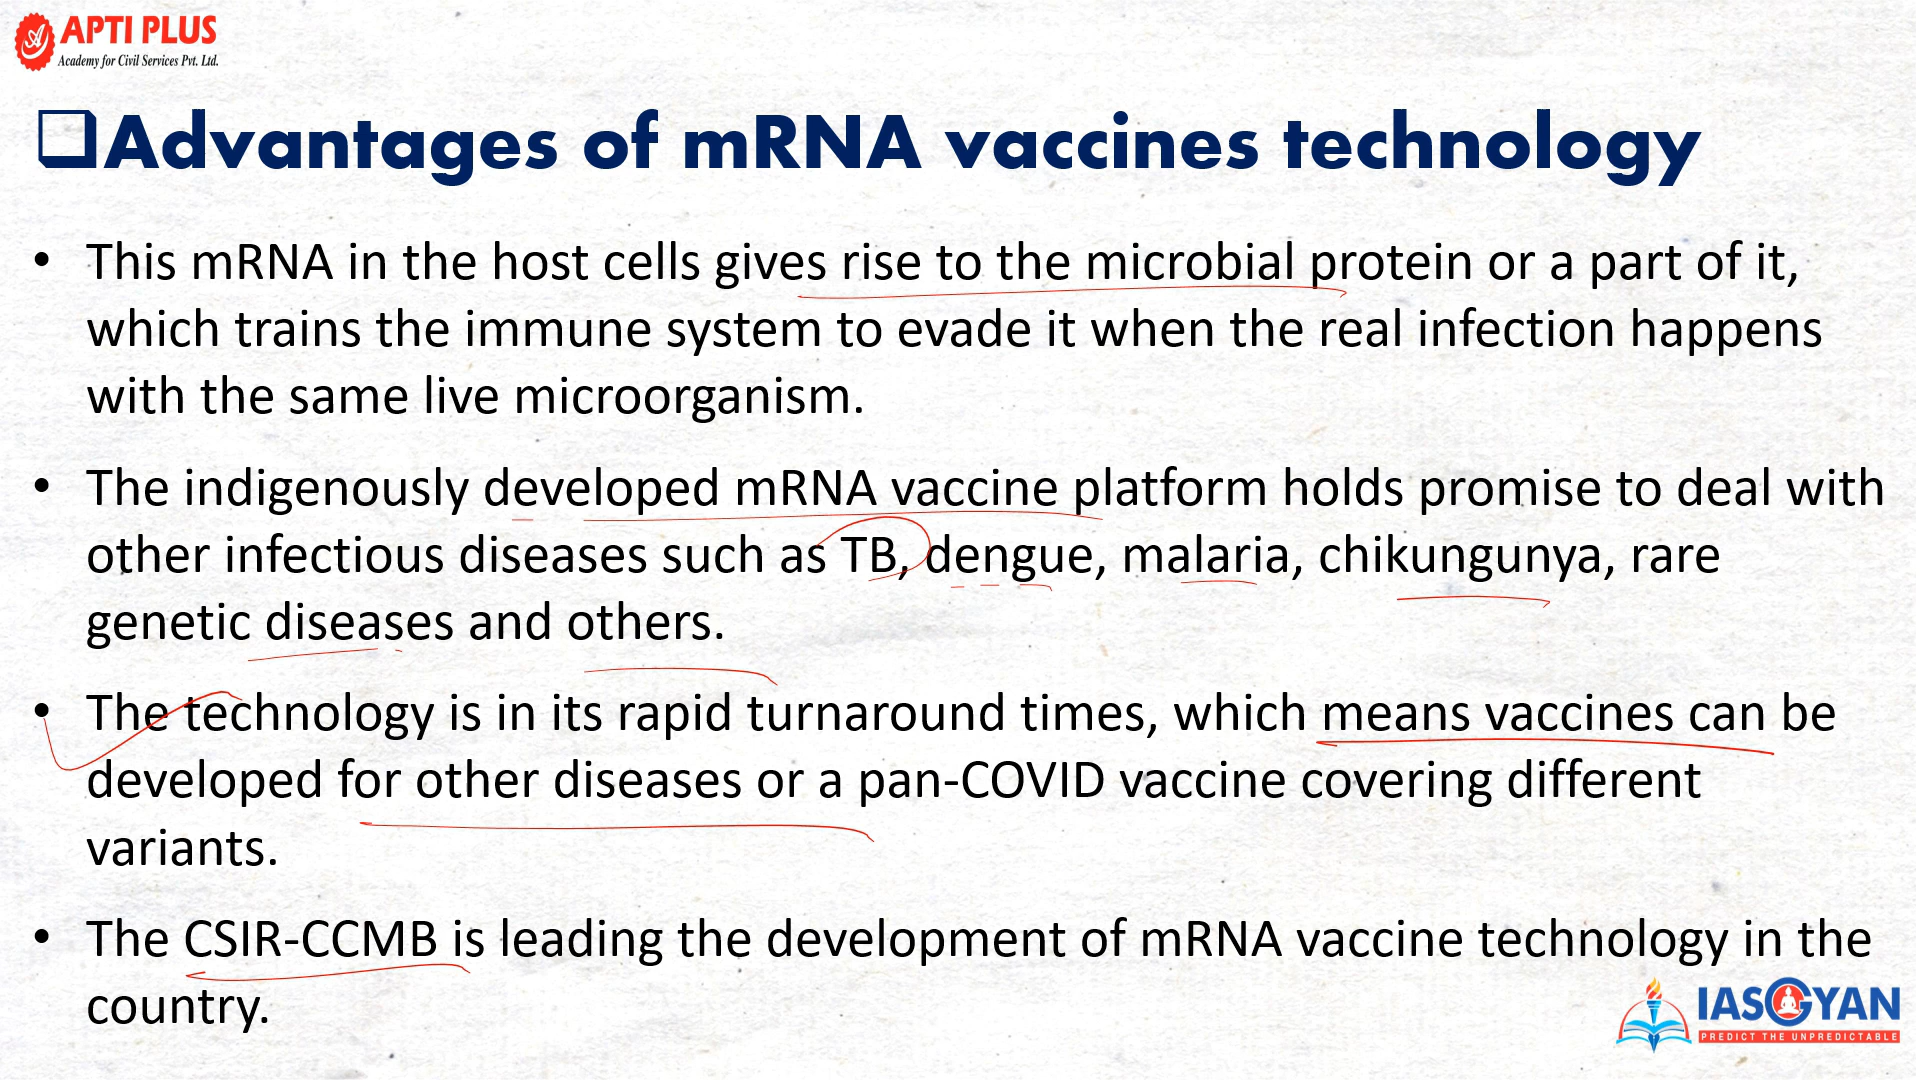 APTI PLUS
Academy for Civil Services Pvt. Ltd.
❑Advantages of mRNA vaccines technology
• This mRNA in the host cells gives rise to the microbial protein or a part of it,
which trains the immune system to evade it when the real infection happens
with the same live microorganism.
• The indigenously developed mRNA vaccine platform holds promise to deal with
other infectious diseases such as TB, dengue, malaria, chikungunya, rare
genetic diseases and others.
• The technology is in its rapid turnaround times, which means vaccines can be
developed for other diseases or a pan-COVID vaccine covering different
variants.
• The CSIR-CCMB is leading the development of mRNA vaccine technology in the
country.
IASGYAN
PREDICT THE UNPREDICTABLE